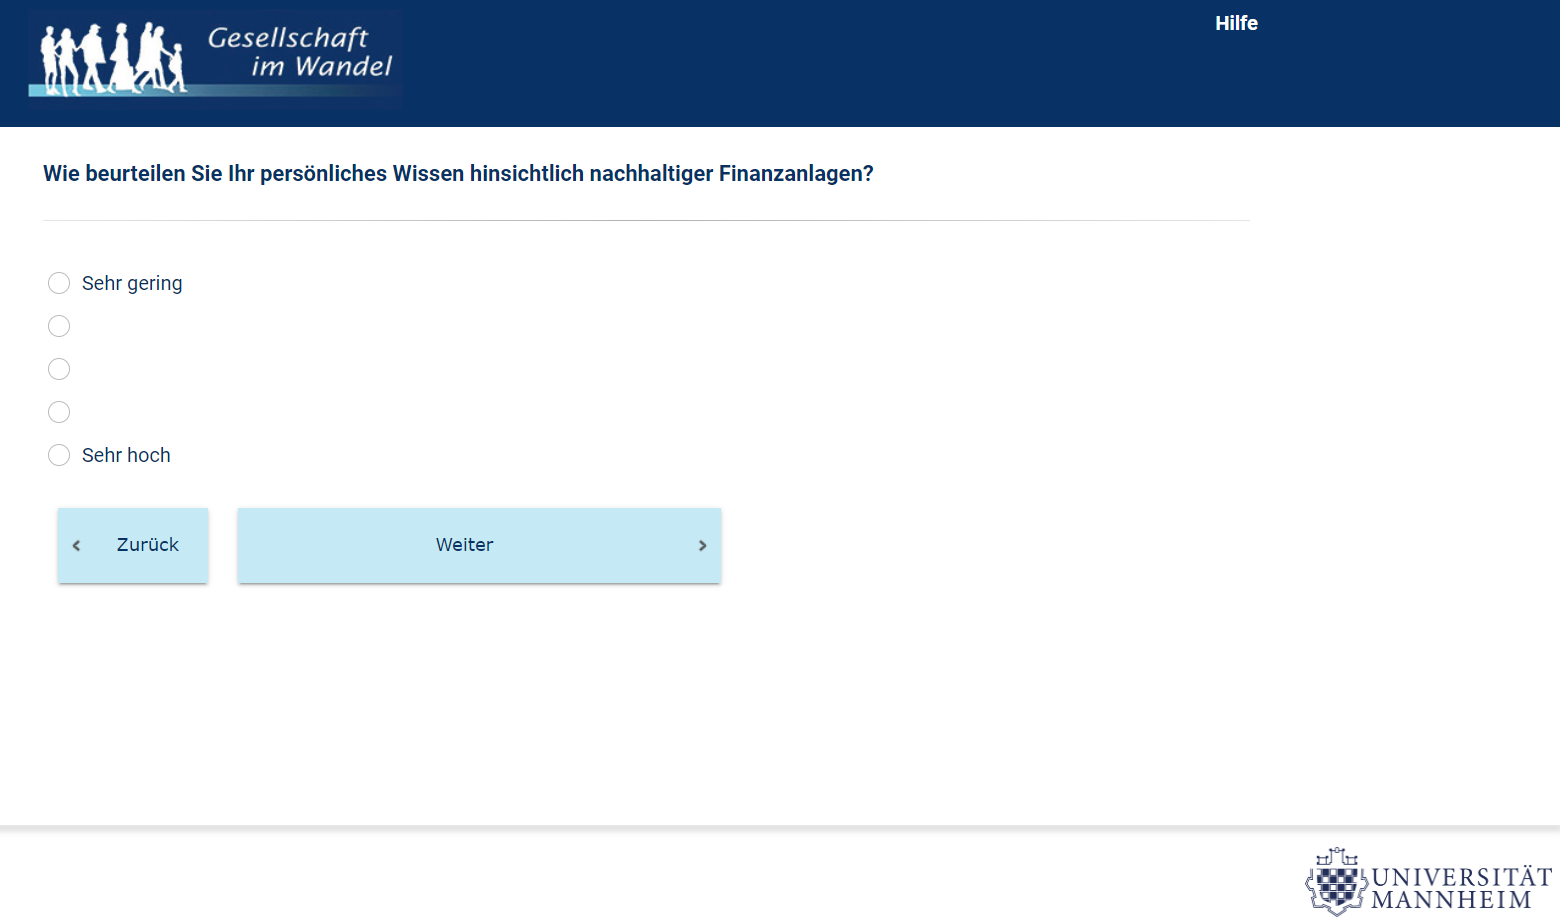 Gesellschaft
im Wandel
Hilfe
Wie beurteilen Sie Ihr persönliches Wissen hinsichtlich nachhaltiger Finanzanlagen?
Sehr gering
Sehr hoch
Zurück
Weiter
UNIVERSITÄT
MANNHEIM